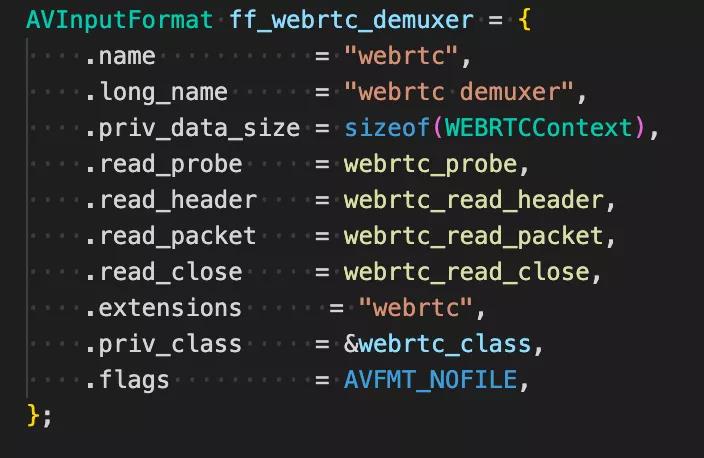 AVInputFormat ff_webrtc_demuxer = {
    .name           = "webrtc",
    .long_name      = "webrtc demuxer",
    .priv_data_size = sizeof(WEBRTCContext),
    .read_probe     = webrtc_probe,
    .read_header    = webrtc_read_header,
    .read_packet    = webrtc_read_packet,
    .read_close     = webrtc_read_close,
    .extensions      = "webrtc",
    .priv_class     = &webrtc_class,
    .flags          = AVFMT_NOFILE,
};